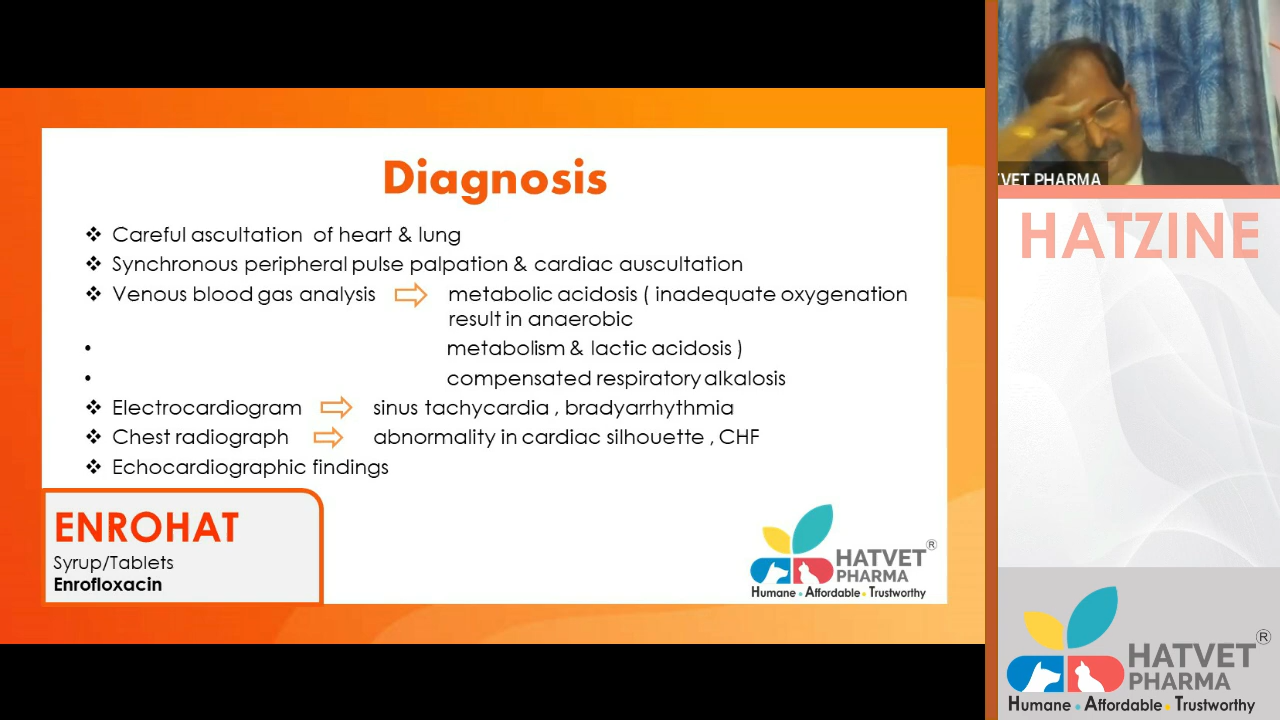 Diagnosis
❖ Careful ascultation of heart & lung
❖ Synchronous peripheral pulse palpation & cardiac auscultation
❖ Venous blood gas analysis ⇨ metabolic acidosis ( inadequate oxygenation
result in anaerobic
• metabolism & lactic acidosis )
• compensated respiratory alkalosis
❖ Electrocardiogram ⇨ sinus tachycardia , bradyarrhythmia
❖ Chest radiograph ⇨ abnormality in cardiac silhouette , CHF
❖ Echocardiographic findings
ENROHAT
Syrup/Tablets
Enrofloxacin
HATVET ®
PHARMA
Humane • Affordable • Trustworthy
VET PHARMA
HATZINE
HATVET ®
PHARMA
Humane • Affordable • Trustworthy